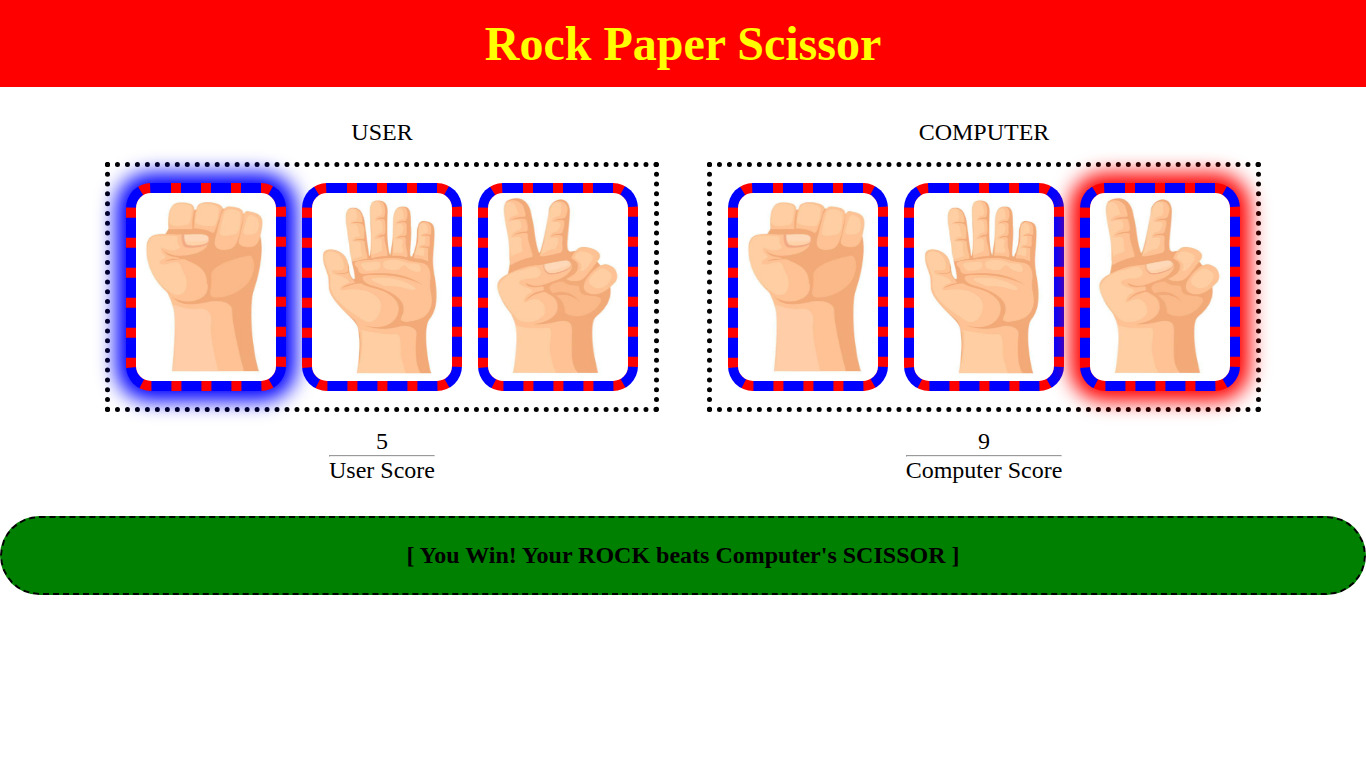 Rock Paper Scissor
USER
COMPUTER
5
User Score
9
Computer Score
[ You Win! Your ROCK beats Computer's SCISSOR ]